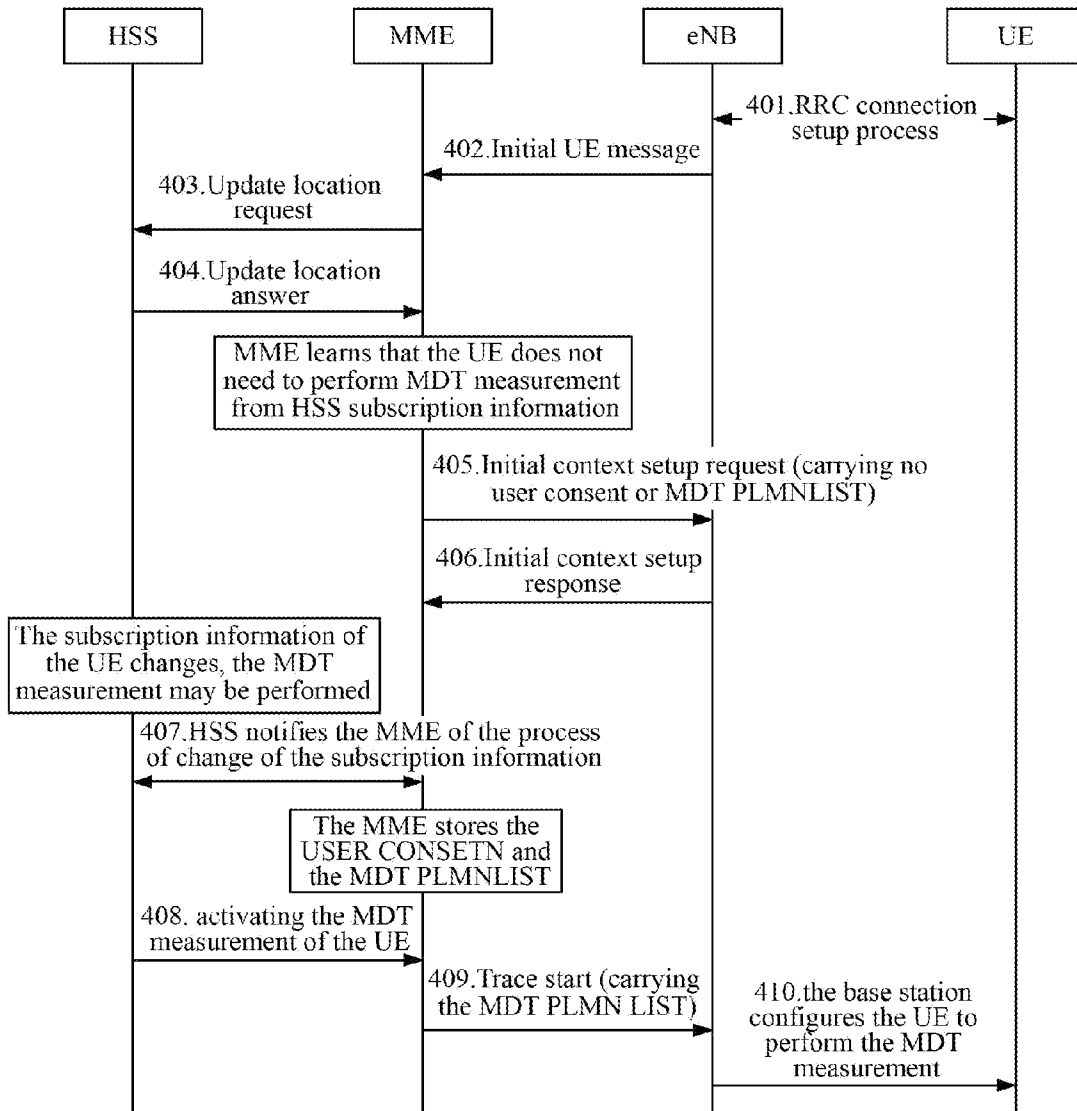 HSS
MME
eNB
UE
401.RRC connection
setup process
402.Initial UE message
403.Update location
request
404.Update location
answer
MME learns that the UE does not
need to perform MDT measurement
from HSS subscription information
405.Initial context setup request (carrying no
user consent or MDT PLMNLIST)
406.Initial context setup
response
The subscription information of
the UE changes, the MDT
measurement may be performed
407.HSS notifies the MME of the process
of change of the subscription information
The MME stores the
USER CONSETN and
the MDT PLMNLIST
408. activating the MDT
measurement of the UE
409.Trace start (carrying
the MDT PLMN LIST)
410.the base station
configures the UE to
perform the MDT
measurement